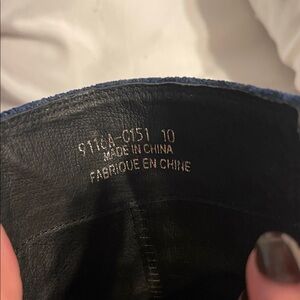 9116A-C151 10
MADE IN CHINA
FABRIQUE EN CHINE